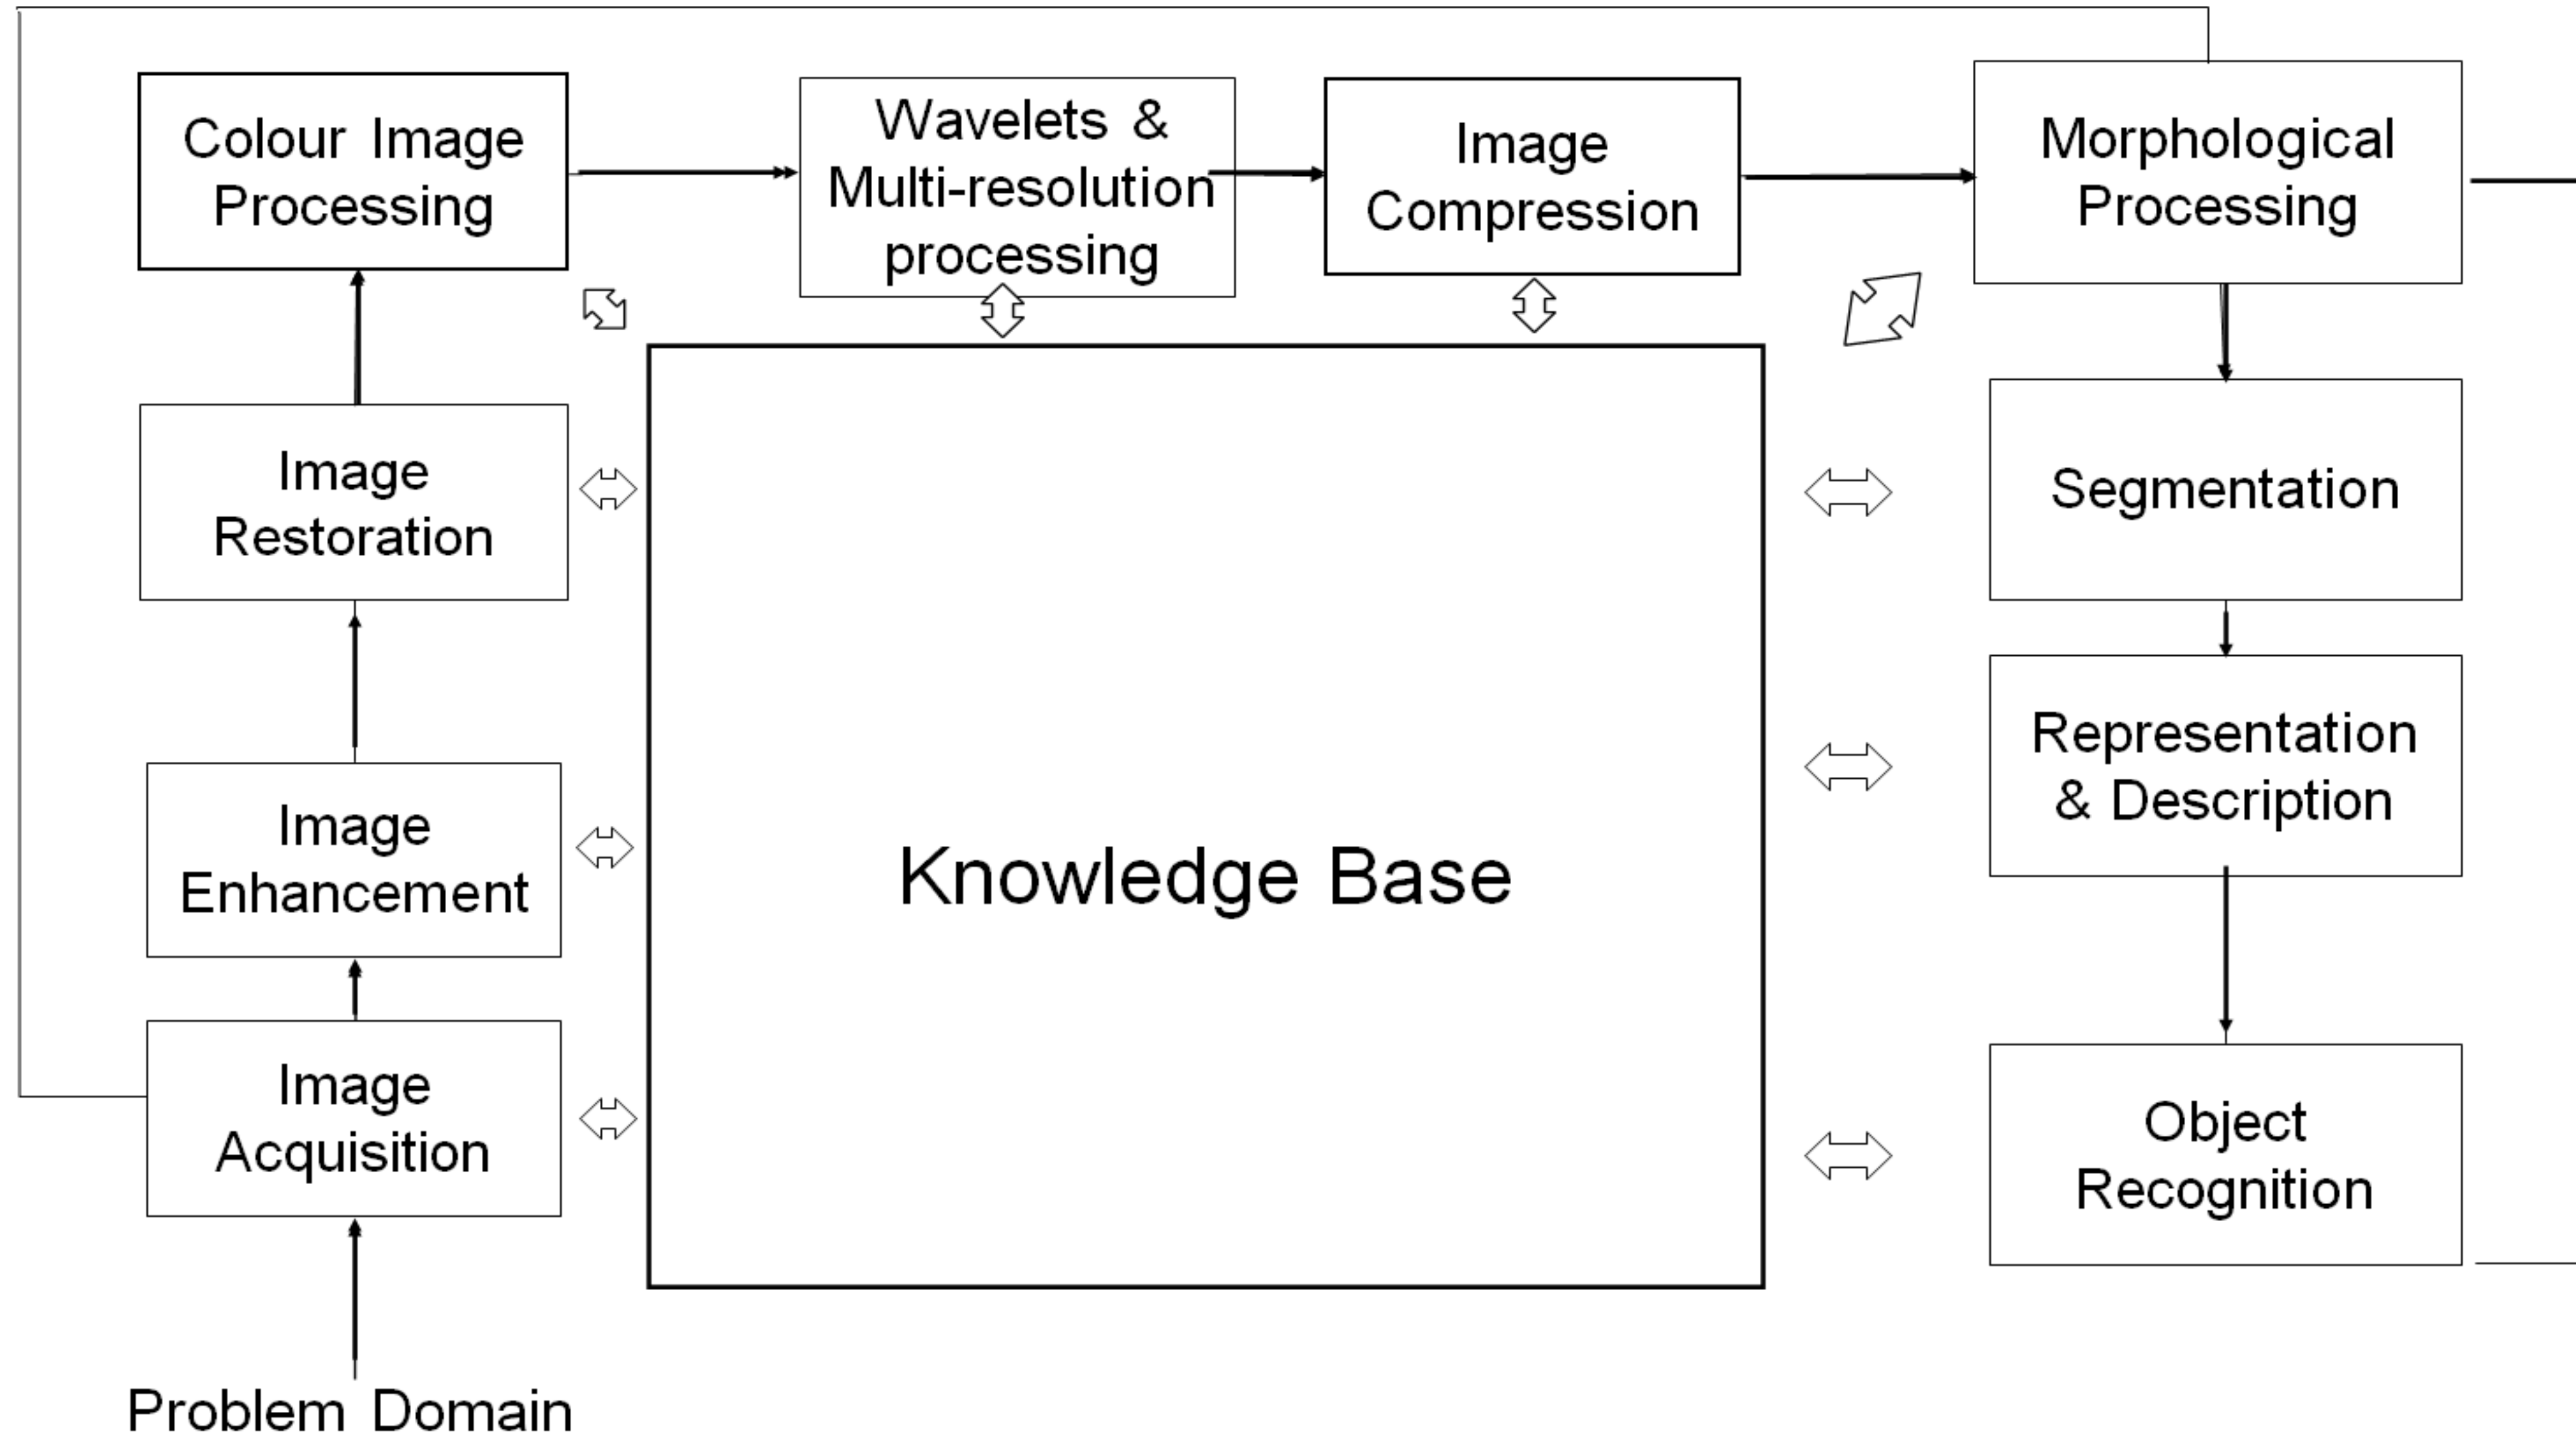 Colour Image
Processing
Wavelets &
Multi-resolution
processing
Image
Compression
Morphological
Processing
Image
Restoration
Segmentation
Image
Enhancement
Knowledge Base
Representation
& Description
Image
Acquisition
Object
Recognition
Problem Domain